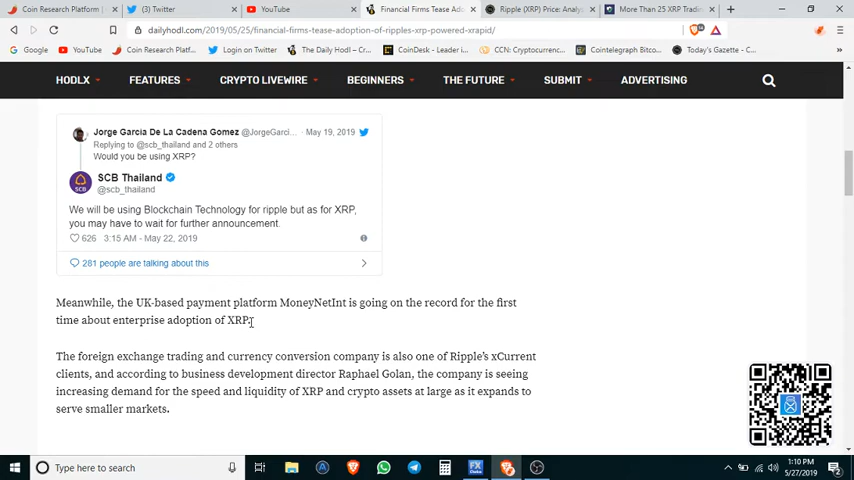 Coin Research Platform |
(3) Twitter
YouTube
Financial Firms Tease Ado
Ripple (XRP) Price: Analy
More Than 25 XRP Trading
dailyhodl.com/2019/05/25/financial-firms-tease-adoption-of-ripples-xrp-powered-xrapid/
Google
YouTube
Coin Research Platf...
Login on Twitter
The Daily Hodl – Cr...
CoinDesk - Leader i...
CCN: Cryptocurrenc...
Cointelegraph Bitco...
Today's Gazette - C...
HODLX
FEATURES
CRYPTO LIVEWIRE
BEGINNERS
THE FUTURE
SUBMIT
ADVERTISING
Jorge Garcia De La Cadena Gomez @JorgeGarci... · May 19, 2019
Replying to @scb_thailand and 2 others
Would you be using XRP?
SCB Thailand
@scb_thailand
We will be using Blockchain Technology for ripple but as for XRP,
you may have to wait for further announcement.
626 3:15 AM - May 22, 2019
281 people are talking about this
Meanwhile, the UK-based payment platform MoneyNetInt is going on the record for the first
time about enterprise adoption of XRP.
The foreign exchange trading and currency conversion company is also one of Ripple's xCurrent
clients, and according to business development director Raphael Golan, the company is seeing
increasing demand for the speed and liquidity of XRP and crypto assets at large as it expands to
serve smaller markets.
Type here to search
1:10 PM
5/27/2019
2